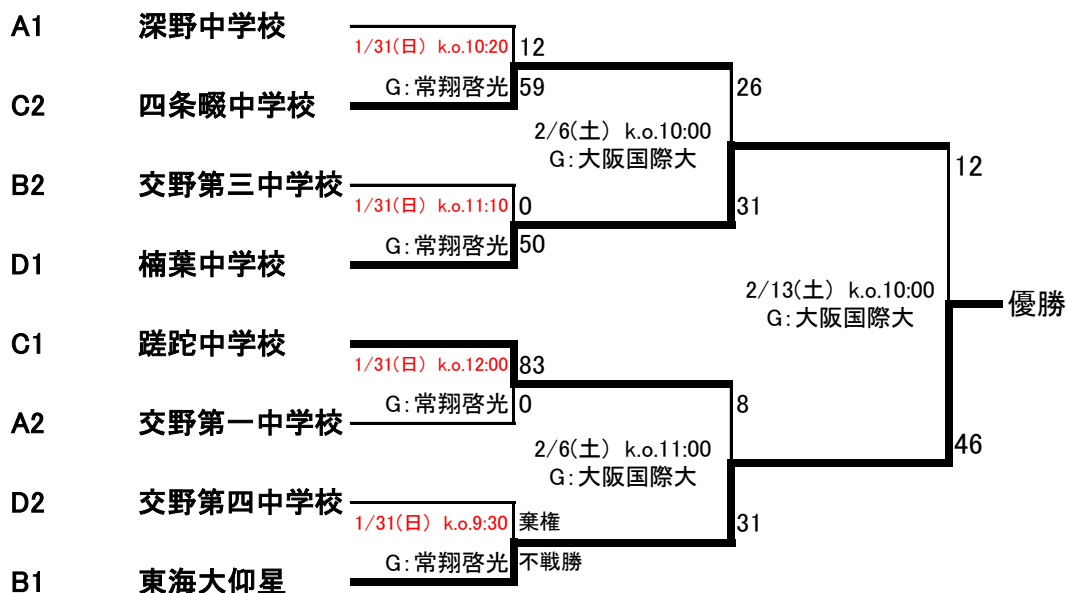 A1 深野中学校
1/31(日) k.o.10:20 12
G:常翔啓光 59
26
C2 四条畷中学校
2/6(土) k.o.10:00
G:大阪国際大
12
B2 交野第三中学校
1/31(日) k.o.11:10 0
31
G:常翔啓光 50
D1 楠葉中学校
2/13(土) k.o.10:00
G:大阪国際大
優勝
C1 蹉跎中学校
1/31(日) k.o.12:00 83
G:常翔啓光 0
8
A2 交野第一中学校
2/6(土) k.o.11:00
G:大阪国際大
46
D2 交野第四中学校
1/31(日) k.o.9:30 棄権
31
G:常翔啓光 不戦勝
B1 東海大仰星